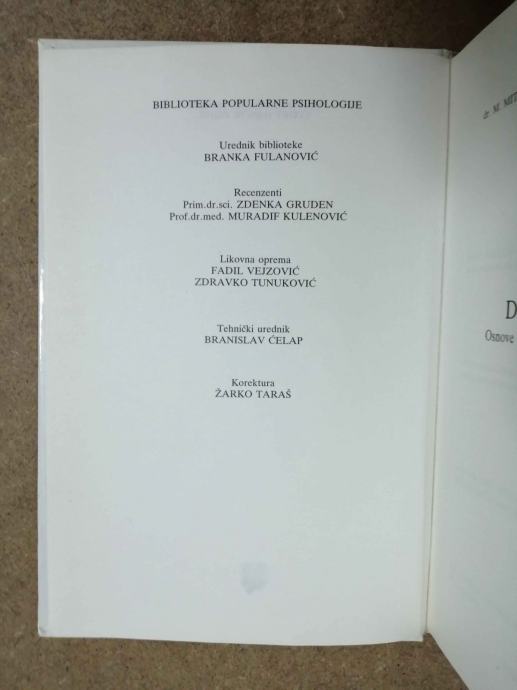 BIBLIOTEKA POPULARNE PSIHOLOGIJE
Urednik biblioteke
BRANKA FULANOVIĆ
Recenzenti
Prim.dr.sci. ZDENKA GRUDEN
Prof.dr.med. MURADIF KULENOVIĆ
Likovna oprema
FADIL VEJZOVIĆ
ZDRAVKO TUNUKOVIĆ
Tehnički urednik
BRANISLAV ĆELAP
Korektura
ŽARKO TARAŠ
dr. M.
D
Osnove